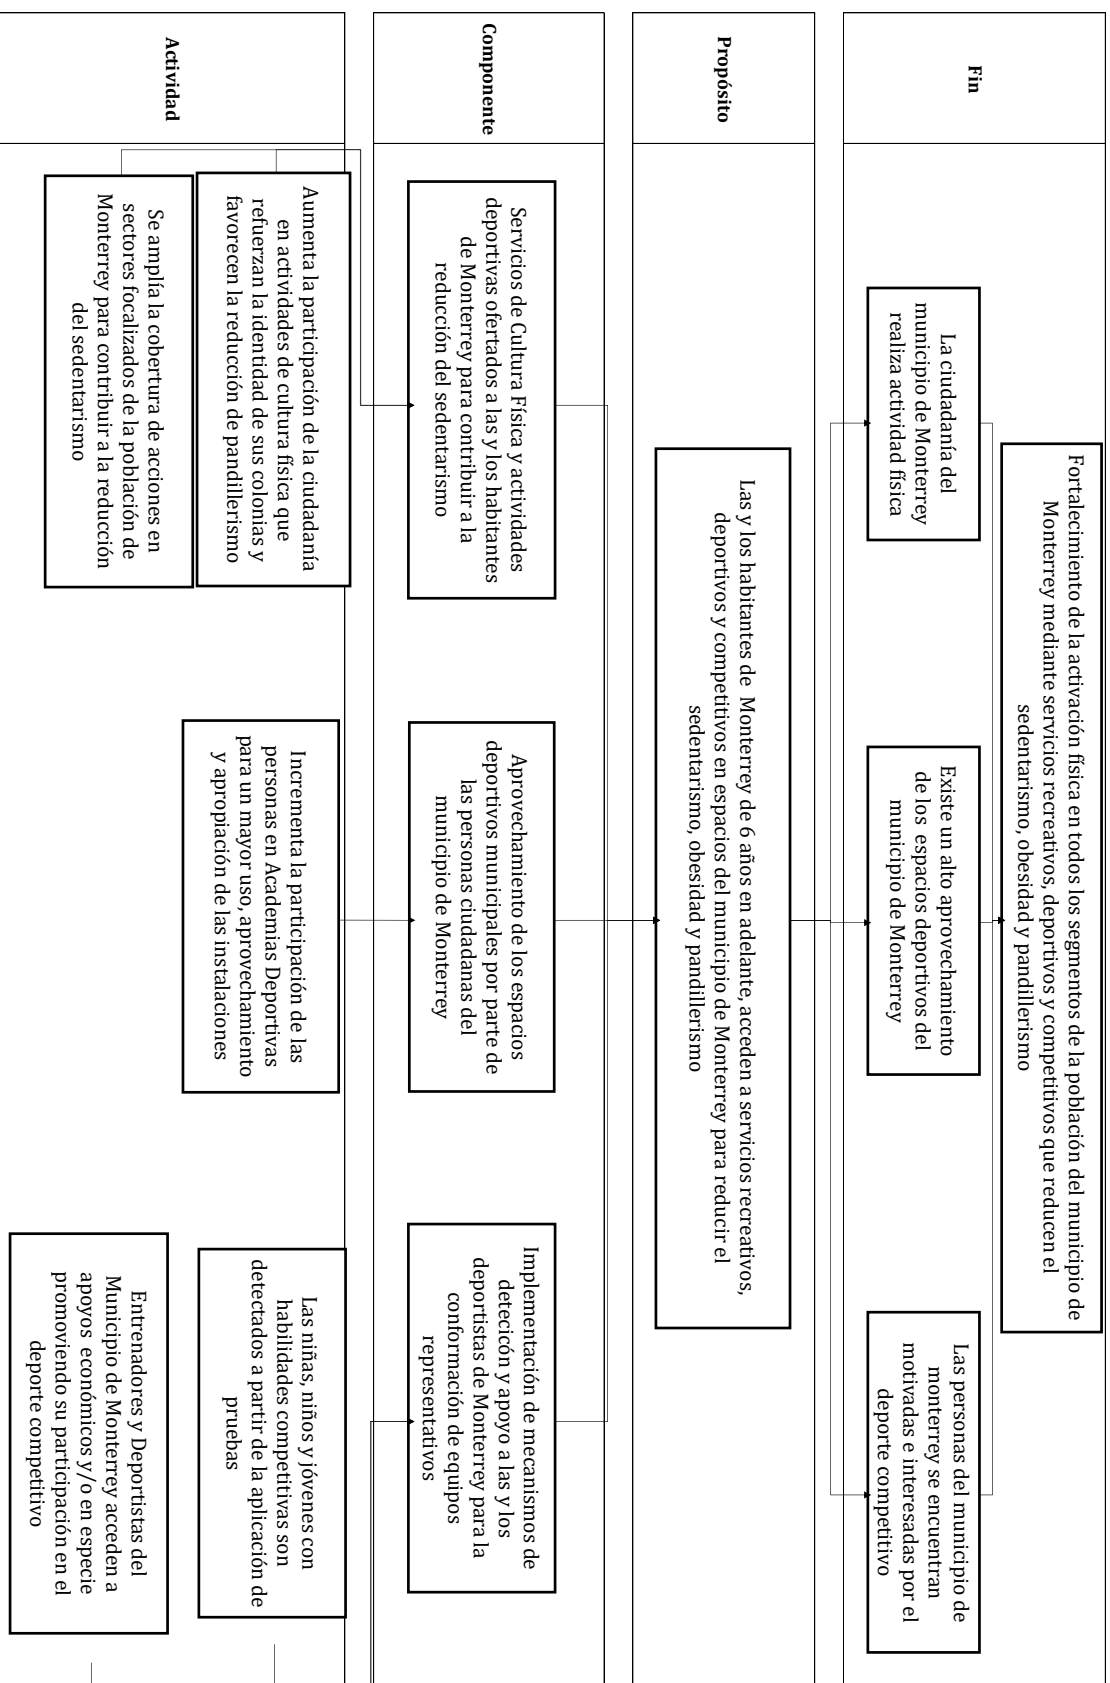 Fin
Fortalecimiento de la activación física en todos los segmentos de la población del municipio de
Monterrey mediante servicios recreativos, deportivos y competitivos que reducen el
sedentarismo, obesidad y pandillerismo
La ciudadanía del
municipio de Monterrey
realiza actividad física
Existe un alto aprovechamiento
de los espacios deportivos del
municipio de Monterrey
Las personas del municipio de
monterrey se encuentran
motivadas e interesadas por el
deporte competitivo
Propósito
Las y los habitantes de Monterrey de 6 años en adelante, acceden a servicios recreativos,
deportivos y competitivos en espacios del municipio de Monterrey para reducir el
sedentarismo, obesidad y pandillerismo
Componente
Servicios de Cultura Física y actividades
deportivas ofertados a las y los habitantes
de Monterrey para contribuir a la
reducción del sedentarismo
Aprovechamiento de los espacios
deportivos municipales por parte de
las personas ciudadanas del
municipio de Monterrey
Implementación de mecanismos de
detecicón y apoyo a las y los
deportistas de Monterrey para la
conformación de equipos
representativos
Actividad
Aumenta la participación de la ciudadanía
en actividades de cultura física que
refuerzan la identidad de sus colonias y
favorecen la reducción de pandillerismo
Se amplía la cobertura de acciones en
sectores focalizados de la población de
Monterrey para contribuir a la reducción
del sedentarismo
Incrementa la participación de las
personas en Academias Deportivas
para un mayor uso, aprovechamiento
y apropiación de las instalaciones
Las niñas, niños y jóvenes con
habilidades competitivas son
detectados a partir de la aplicación de
pruebas
Entrenadores y Deportistas del
Municipio de Monterrey acceden a
apoyos económicos y/o en especie
promoviendo su participación en el
deporte competitivo